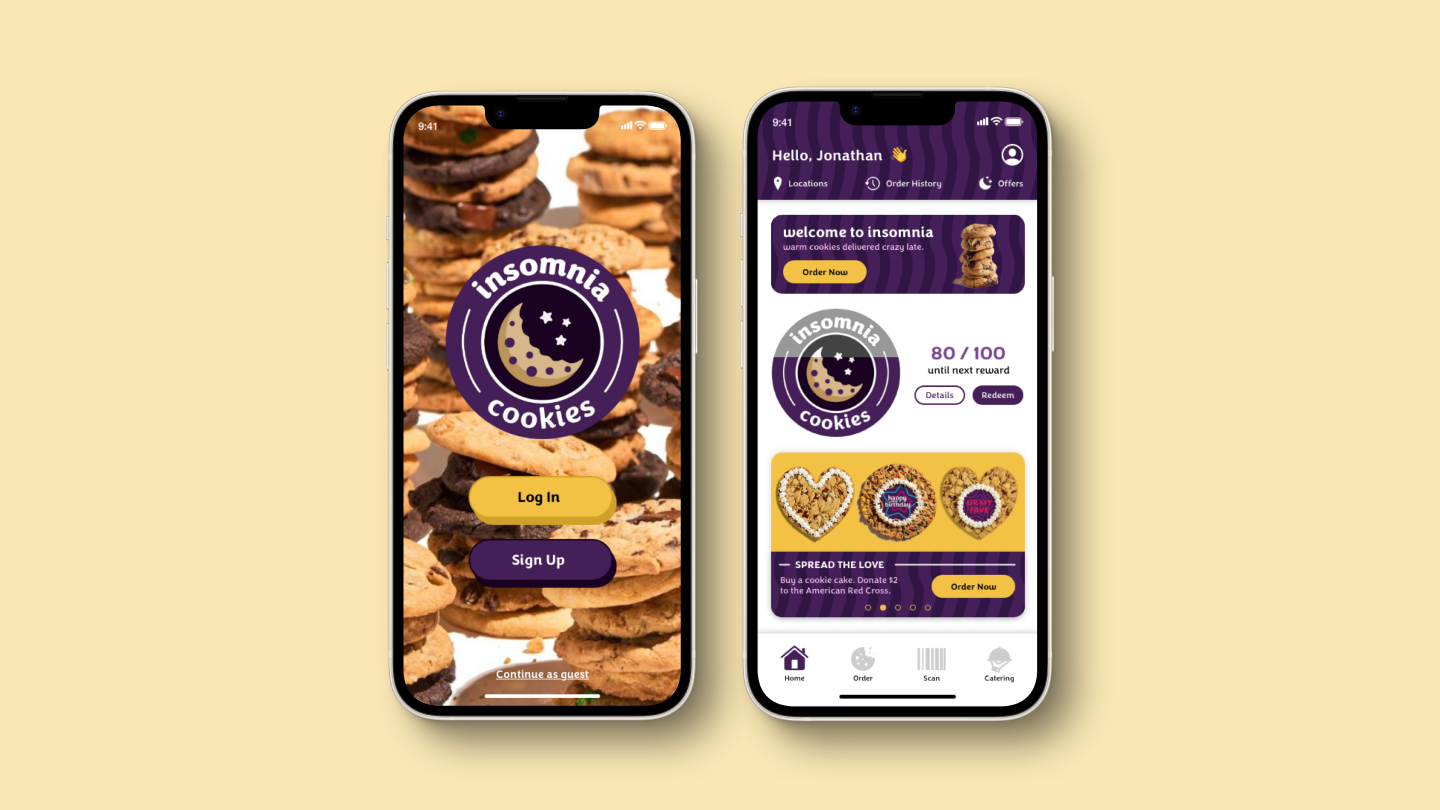 9:41
insomnia
cookies
Log In
Sign Up
Continue as guest
9:41
Hello, Jonathan 👋
Locations
Order History
Offers
welcome to insomnia
warm cookies delivered crazy late.
Order Now
insomnia
cookies
80 / 100
until next reward
Details
Redeem
happy
birthday
UR MY
FAVE
SPREAD THE LOVE
Buy a cookie cake. Donate $2
to the American Red Cross.
Order Now
Home
Order
Scan
Catering